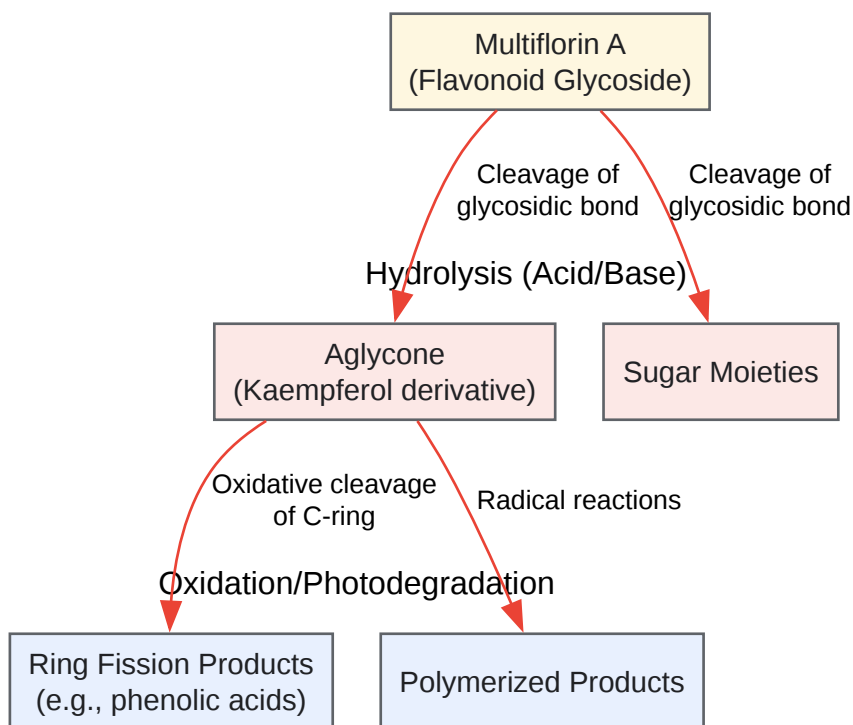 Multiflorin A
(Flavonoid Glycoside)
Cleavage of
glycosidic bond
Cleavage of
glycosidic bond
Hydrolysis (Acid/Base)
Aglycone
(Kaempferol derivative)
Sugar Moieties
Oxidative cleavage
of C-ring
Radical reactions
Oxidation/Photodegradation
Ring Fission Products
(e.g., phenolic acids)
Polymerized Products